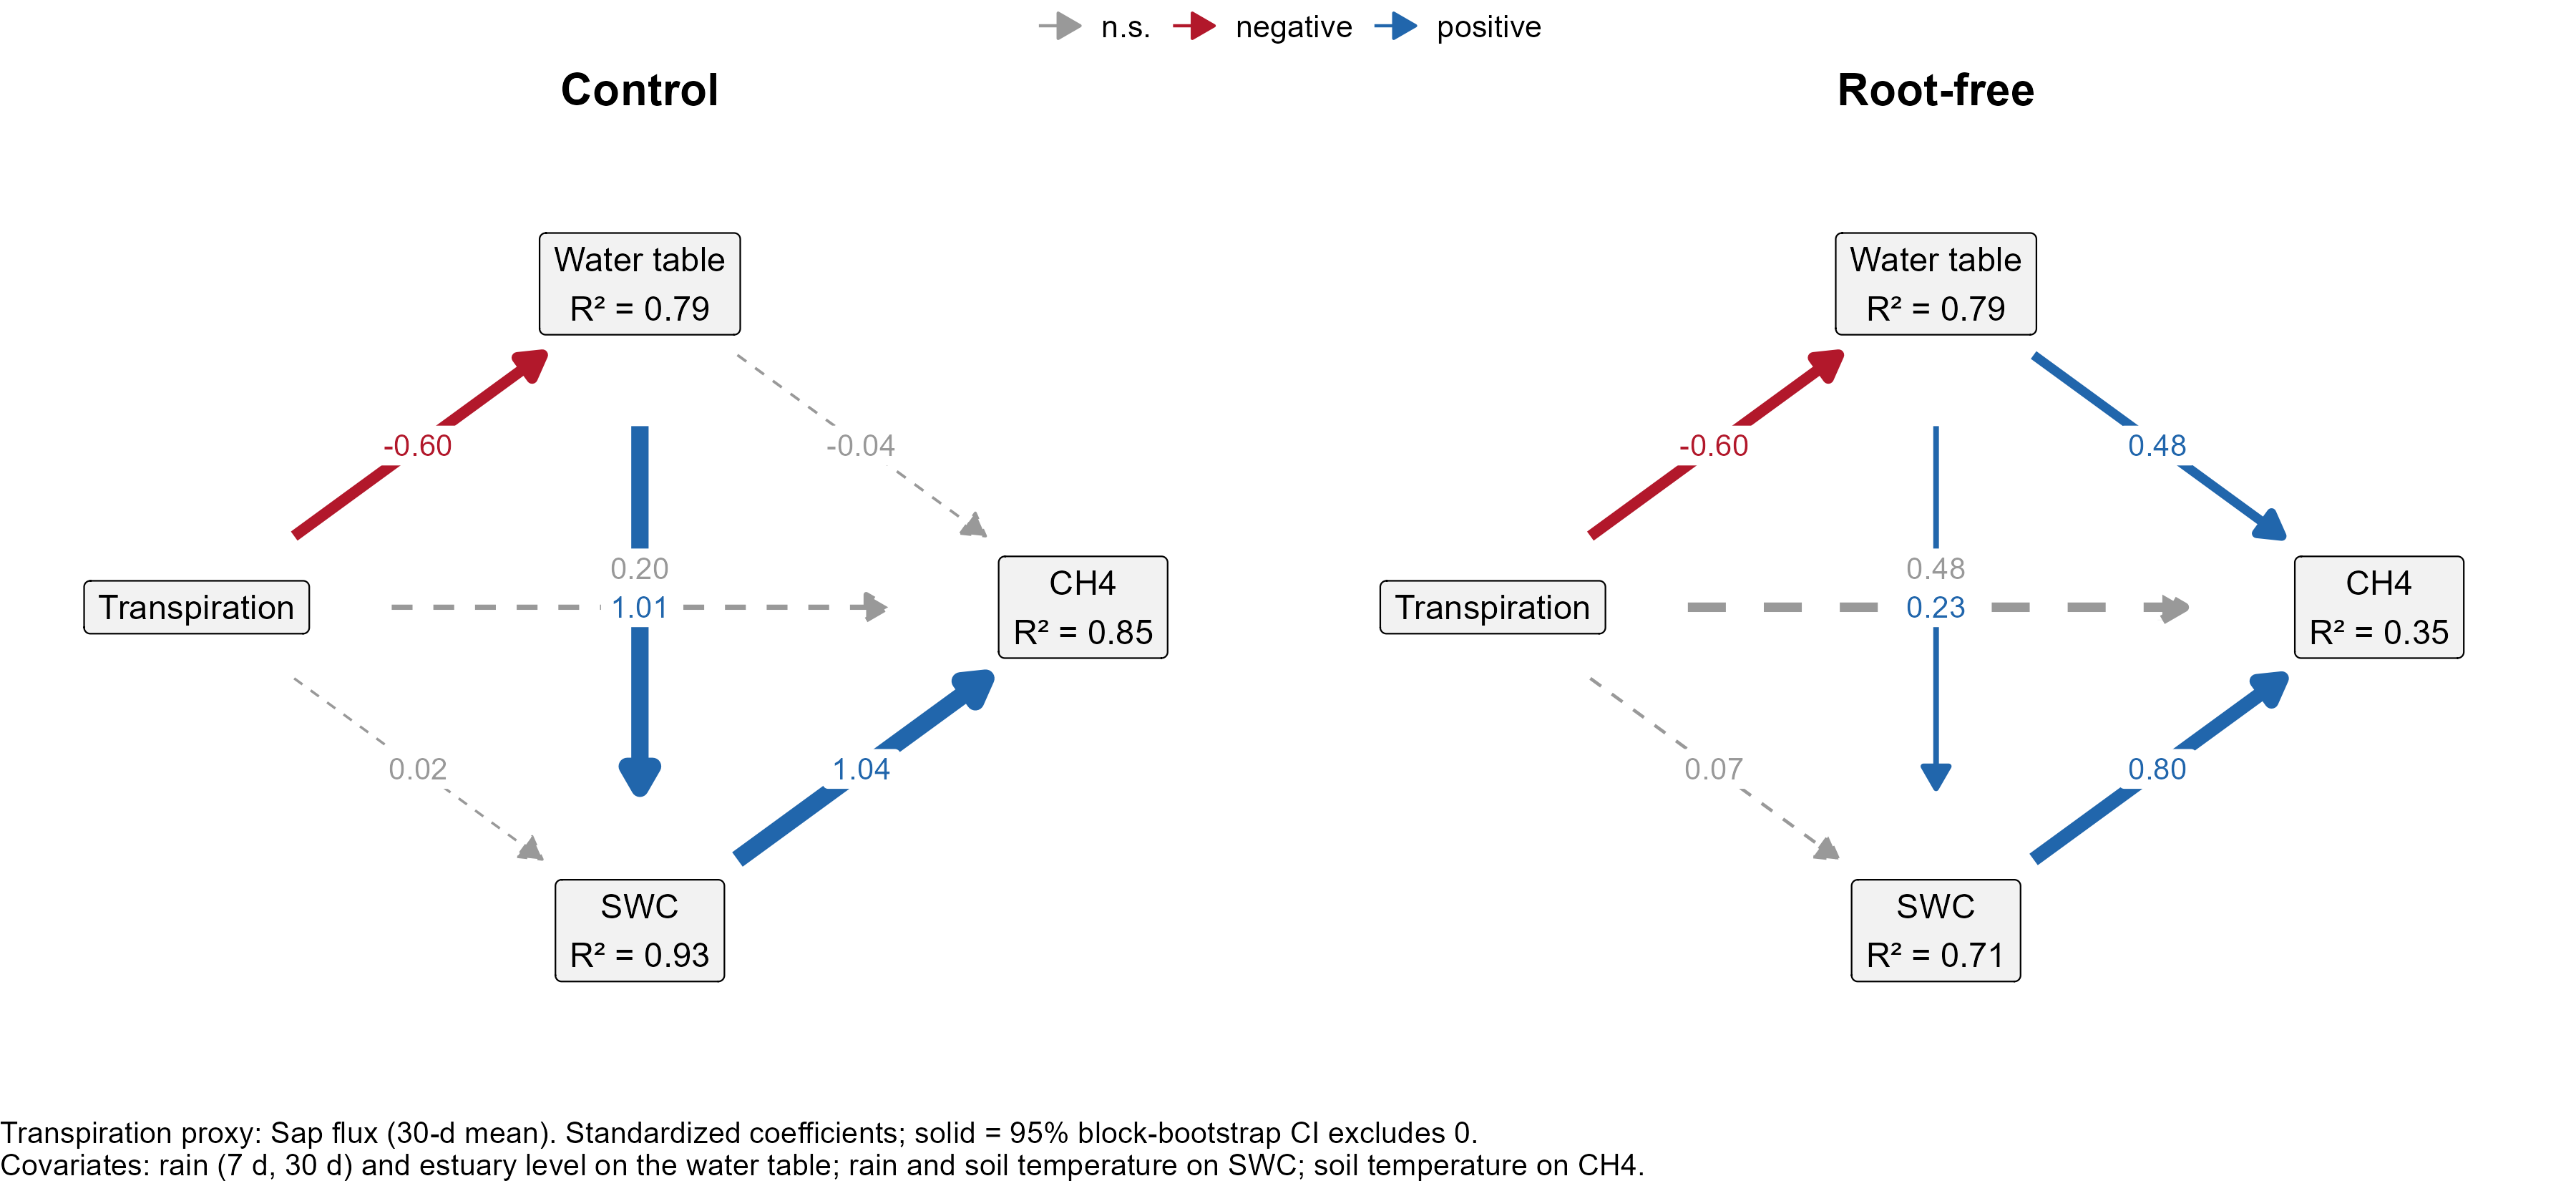 n.s. negative positive
Control
Root-free
Water table
R² = 0.79
-0.60
-0.04
0.20
1.01
Transpiration
CH4
R² = 0.85
0.02
1.04
SWC
R² = 0.93
Water table
R² = 0.79
-0.60
0.48
0.48
0.23
Transpiration
CH4
R² = 0.35
0.07
0.80
SWC
R² = 0.71
Transpiration proxy: Sap flux (30-d mean). Standardized coefficients; solid = 95% block-bootstrap CI excludes 0.
Covariates: rain (7 d, 30 d) and estuary level on the water table; rain and soil temperature on SWC; soil temperature on CH4.